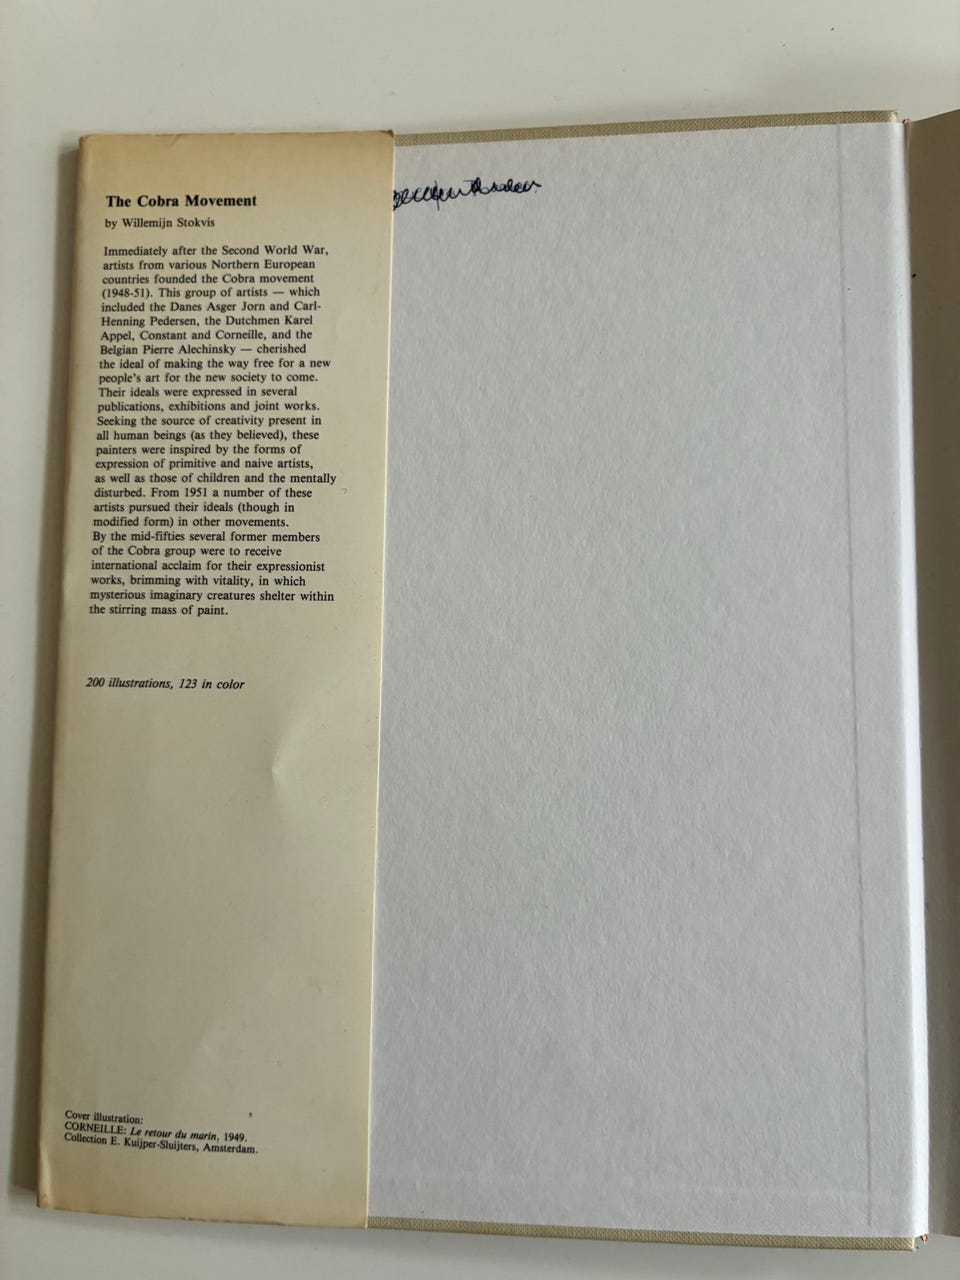 The Cobra Movement
by Willemijn Stokvis
Immediately after the Second World War,
artists from various Northern European
countries founded the Cobra movement
(1948-51). This group of artists — which
included the Danes Asger Jorn and Carl-
Henning Pedersen, the Dutchmen Karel
Appel, Constant and Corneille, and the
Belgian Pierre Alechinsky — cherished
the ideal of making the way free for a new
people's art for the new society to come.
Their ideals were expressed in several
publications, exhibitions and joint works.
Seeking the source of creativity present in
all human beings (as they believed), these
painters were inspired by the forms of
expression of primitive and naive artists,
as well as those of children and the mentally
disturbed. From 1951 a number of these
artists pursued their ideals (though in
modified form) in other movements.
By the mid-fifties several former members
of the Cobra group were to receive
international acclaim for their expressionist
works, brimming with vitality, in which
mysterious imaginary creatures shelter within
the stirring mass of paint.
200 illustrations, 123 in color
Cover illustration:
CORNEILLE: Le retour du marin, 1949.
Collection E. Kuijper-Sluijters, Amsterdam.